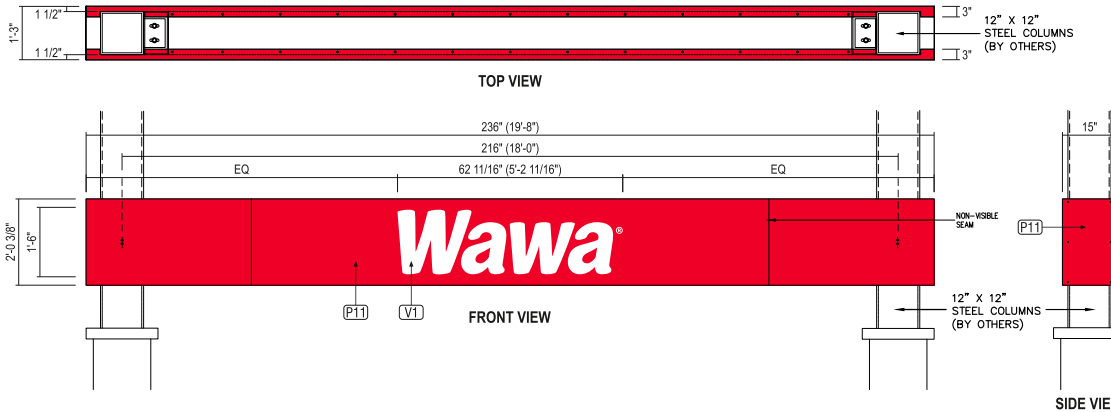 1 1/2"
1'-3"
1 1/2"
3"
3"
12" X 12"
STEEL COLUMNS
(BY OTHERS)
TOP VIEW
236" (19'-8")
216" (18'-0")
EQ
62 11/16" (5'-2 11/16")
EQ
15"
2'-0 3/8"
1'-6"
Wawa®
NON-VISIBLE
SEAM
P11
P11
V1
FRONT VIEW
12" X 12"
STEEL COLUMNS
(BY OTHERS)
SIDE VIE